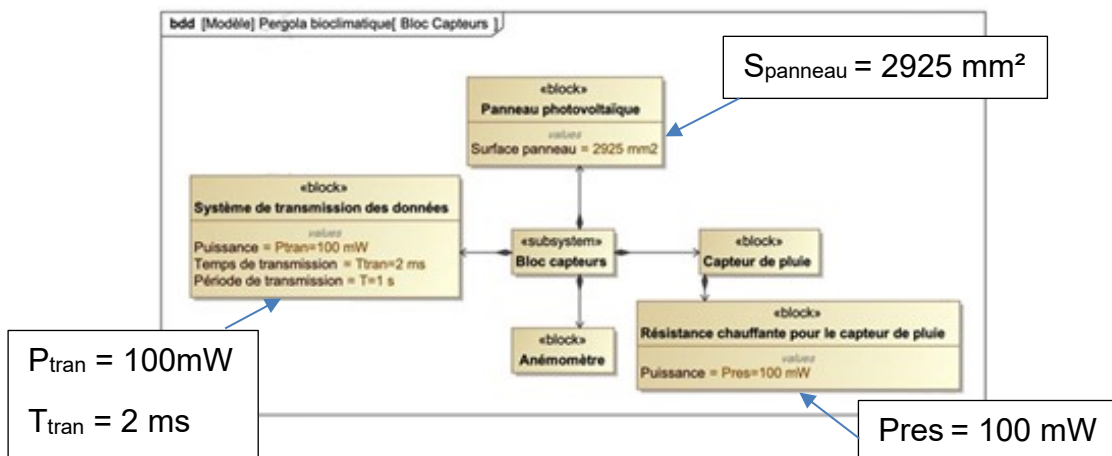 bdd [Modèle] Pergola bioclimatique[ Bloc Capteurs ]
Spanneau = 2925 mm²
«block»
Panneau photovoltaïque
values
Surface panneau = 2925 mm2
«block»
Système de transmission des données
values
Puissance = Ptran=100 mW
Temps de transmission = Ttran=2 ms
Période de transmission = T=1 s
«subsystem»
Bloc capteurs
«block»
Capteur de pluie
«block»
Anémomètre
«block»
Résistance chauffante pour le capteur de pluie
values
Puissance = Pres=100 mW
Ptran = 100mW
Ttran = 2 ms
Pres = 100 mW